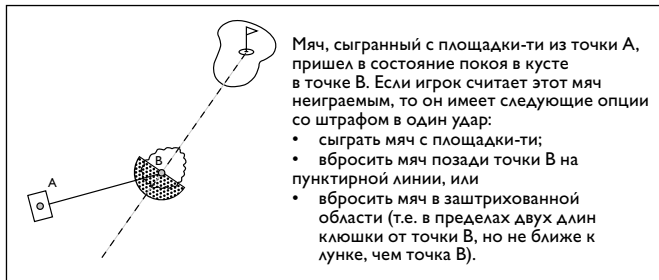 Мяч, сыгранный с площадки-ти из точки A,
пришел в состояние покоя в кусте
в точке B. Если игрок считает этот мяч
неиграемым, то он имеет следующие опции
со штрафом в один удар:
• сыграть мяч с площадки-ти;
• вбросить мяч позади точки B на
пунктирной линии, или
• вбросить мяч в заштрихованной
области (т.е. в пределах двух длин
клюшки от точки B, но не ближе к
лунке, чем точка B).
B
A